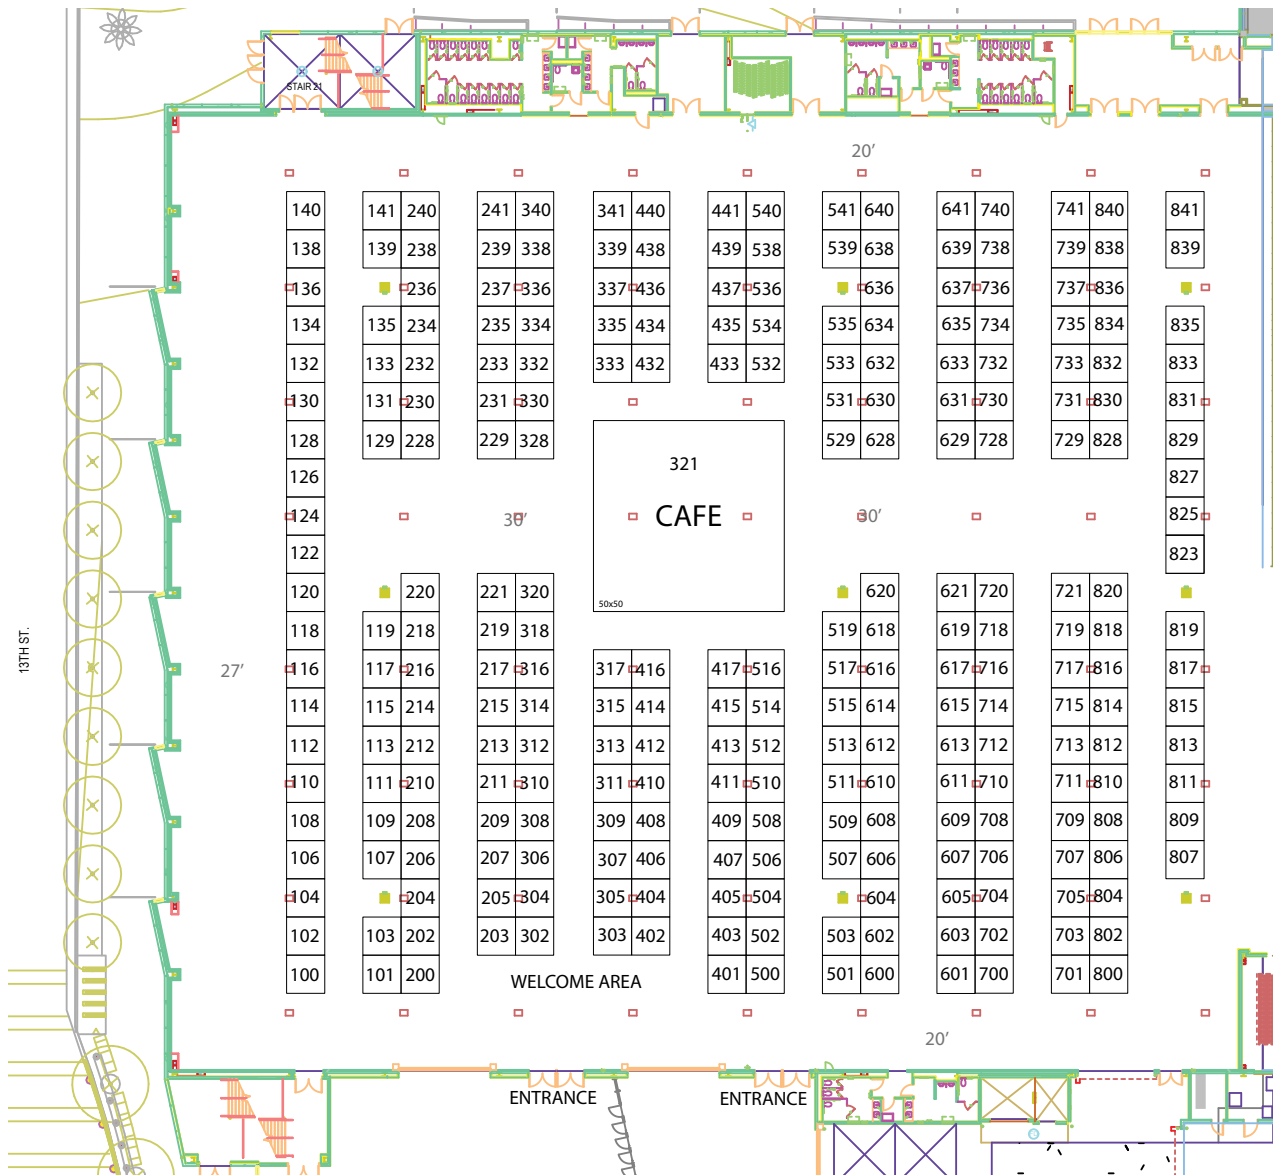 STAIR 21
20'
140 141 240 241 340 341 440 441 540 541 640 641 740 741 840 841
138 139 238 239 338 339 438 439 538 539 638 639 738 739 838 839
136 236 237 336 337 436 437 536 636 637 736 737 836
134 135 234 235 334 335 434 435 534 535 634 635 734 735 834 835
132 133 232 233 332 333 432 433 532 533 632 633 732 733 832 833
130 131 230 231 330 531 630 631 730 731 830 831
128 129 228 229 328 529 628 629 728 729 828 829
321
126 827
124 30' CAFE 30' 825
122 823
120 220 221 320 620 621 720 721 820
50x50
118 119 218 219 318 519 618 619 718 719 818 819
13TH ST.
27'
116 117 216 217 316 317 416 417 516 517 616 617 716 717 816 817
114 115 214 215 314 315 414 415 514 515 614 615 714 715 814 815
112 113 212 213 312 313 412 413 512 513 612 613 712 713 812 813
110 111 210 211 310 311 410 411 510 511 610 611 710 711 810 811
108 109 208 209 308 309 408 409 508 509 608 609 708 709 808 809
106 107 206 207 306 307 406 407 506 507 606 607 706 707 806 807
104 204 205 304 305 404 405 504 604 605 704 705 804
102 103 202 203 302 303 402 403 502 503 602 603 702 703 802
100 101 200 WELCOME AREA 401 500 501 600 601 700 701 800
20'
ENTRANCE ENTRANCE